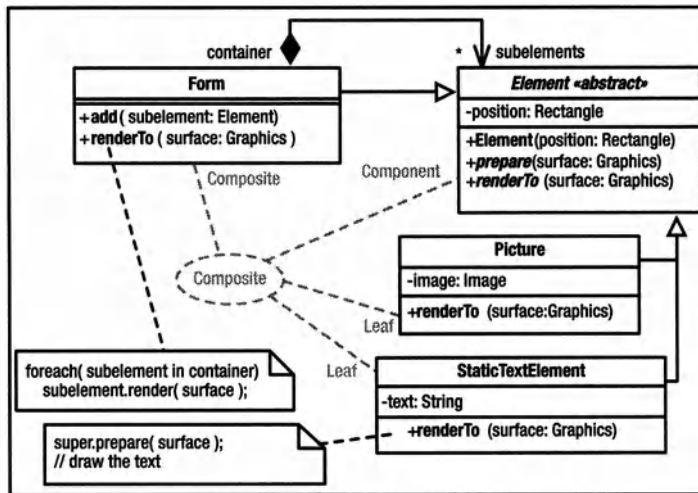 container
* subelements
Form
+add( subelement: Element)
+renderTo ( surface: Graphics )
Element «abstract»
-position: Rectangle
+Element(position: Rectangle)
+prepare(surface: Graphics)
+renderTo (surface: Graphics)
Composite
Component
Composite
Picture
-image: Image
+renderTo (surface:Graphics)
Leaf
Leaf
foreach( subelement in container)
subelement.render( surface );
StaticTextElement
-text: String
+renderTo (surface: Graphics)
super.prepare( surface );
// draw the text